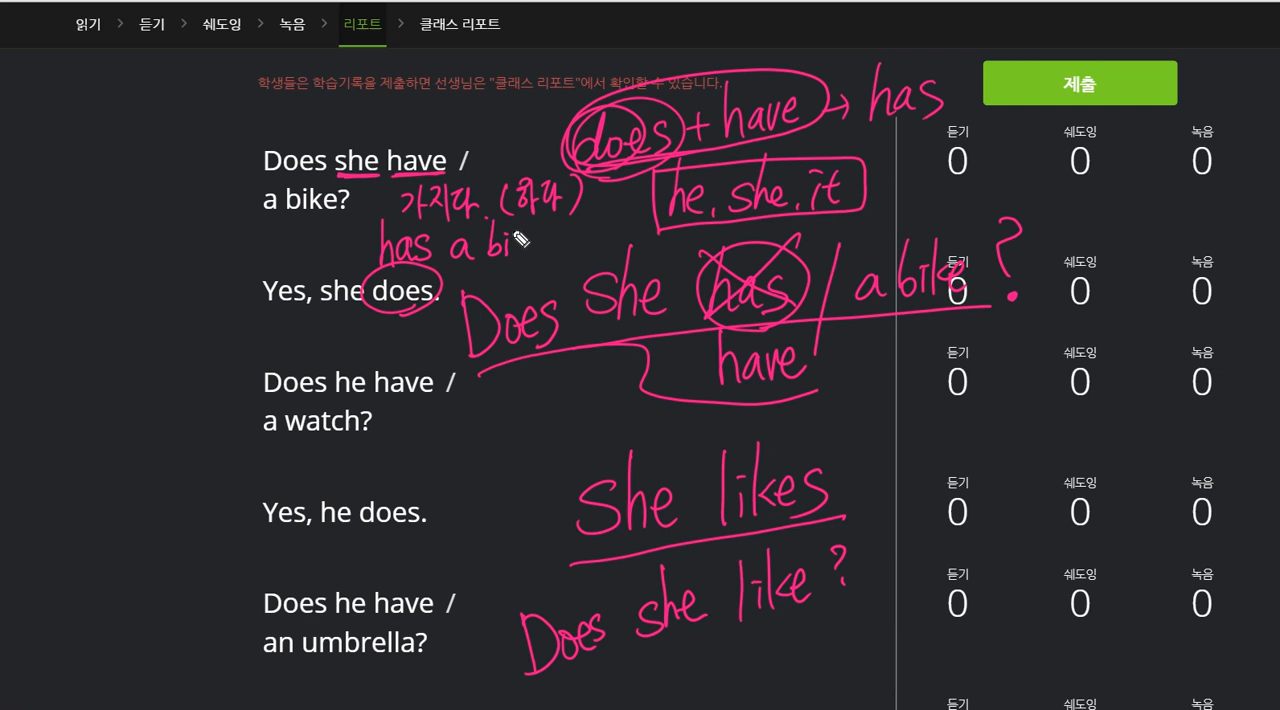 읽기 > 듣기 > 쉐도잉 > 녹음 > 리포트 > 클래스 리포트
학생들은 학습기록을 제출하면 선생님은 "클래스 리포트"에서 확인할 수 있습니다.
제출
does + have → has
he, she, it
Does she have /
a bike?
듣기 쉐도잉 녹음
0 0 0
가지다. (하다)
has a bi
Yes, she does.
듣기 쉐도잉 녹음
0 0 0
Does she has / a bike?
have
Does he have /
a watch?
듣기 쉐도잉 녹음
0 0 0
She likes
Yes, he does.
듣기 쉐도잉 녹음
0 0 0
Does she like?
Does he have /
an umbrella?
듣기 쉐도잉 녹음
0 0 0
듣기 쉐도잉 녹음